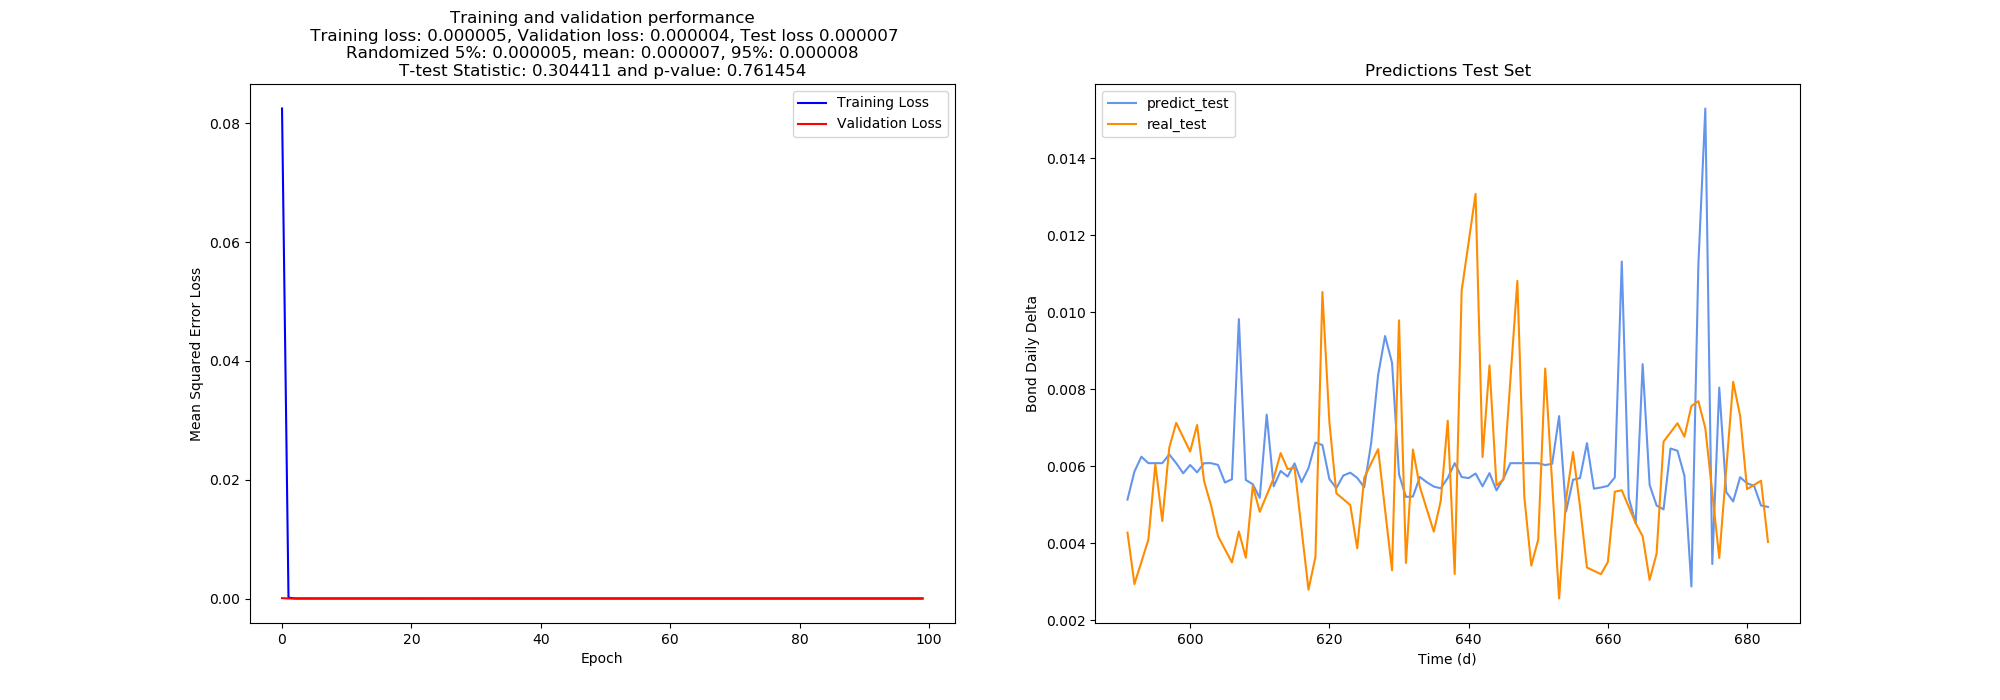 Training and validation performance
Training loss: 0.000005, Validation loss: 0.000004, Test loss 0.000007
Randomized 5%: 0.000005, mean: 0.000007, 95%: 0.000008
T-test Statistic: 0.304411 and p-value: 0.761454
Training Loss
Validation Loss
0.08
0.06
0.04
0.02
0.00
Mean Squared Error Loss
0
20
40
60
80
100
Epoch
Predictions Test Set
predict_test
real_test
0.014
0.012
0.010
0.008
0.006
0.004
0.002
Bond Daily Delta
600
620
640
660
680
Time (d)